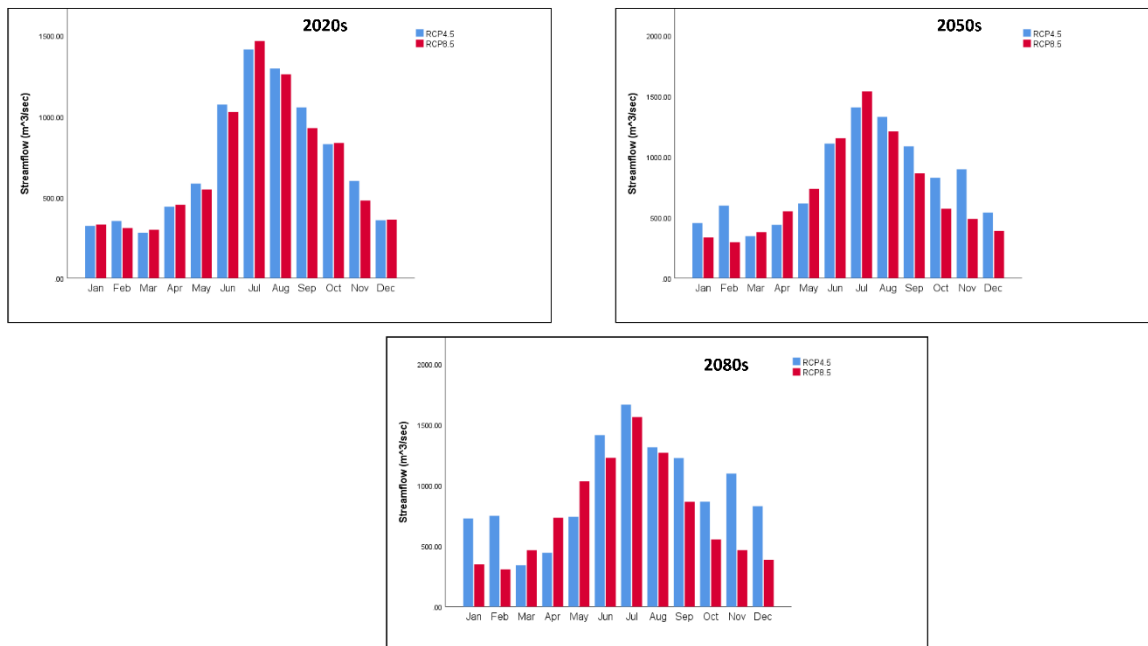 2020s
RCP4.5
RCP8.5
Streamflow (m^3/sec)
1500.00
1000.00
500.00
.00
Jan Feb Mar Apr May Jun Jul Aug Sep Oct Nov Dec
2050s
RCP4.5
RCP8.5
Streamflow (m^3/sec)
2000.00
1500.00
1000.00
500.00
.00
Jan Feb Mar Apr May Jun Jul Aug Sep Oct Nov Dec
2080s
RCP4.5
RCP8.5
Streamflow (m^3/sec)
2000.00
1500.00
1000.00
500.00
.00
Jan Feb Mar Apr May Jun Jul Aug Sep Oct Nov Dec